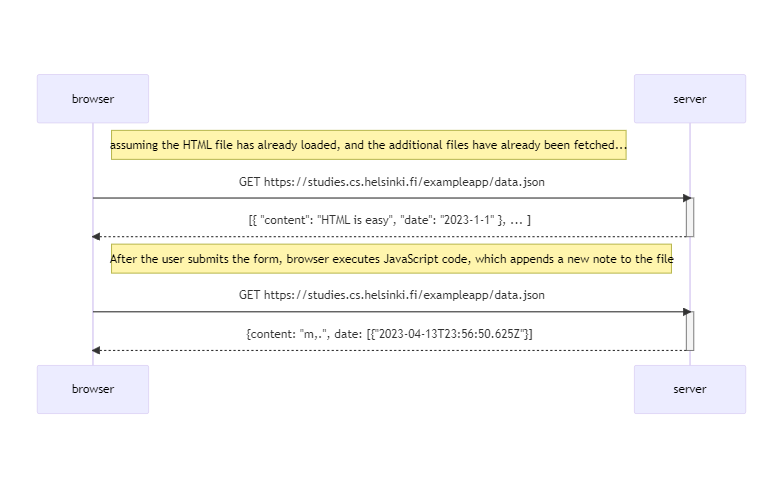 browser server
assuming the HTML file has already loaded, and the additional files have already been fetched...
GET https://studies.cs.helsinki.fi/exampleapp/data.json
[{ "content": "HTML is easy", "date": "2023-1-1" }, ... ]
After the user submits the form, browser executes JavaScript code, which appends a new note to the file
GET https://studies.cs.helsinki.fi/exampleapp/data.json
{content: "m,.", date: [{"2023-04-13T23:56:50.625Z"}]
browser server